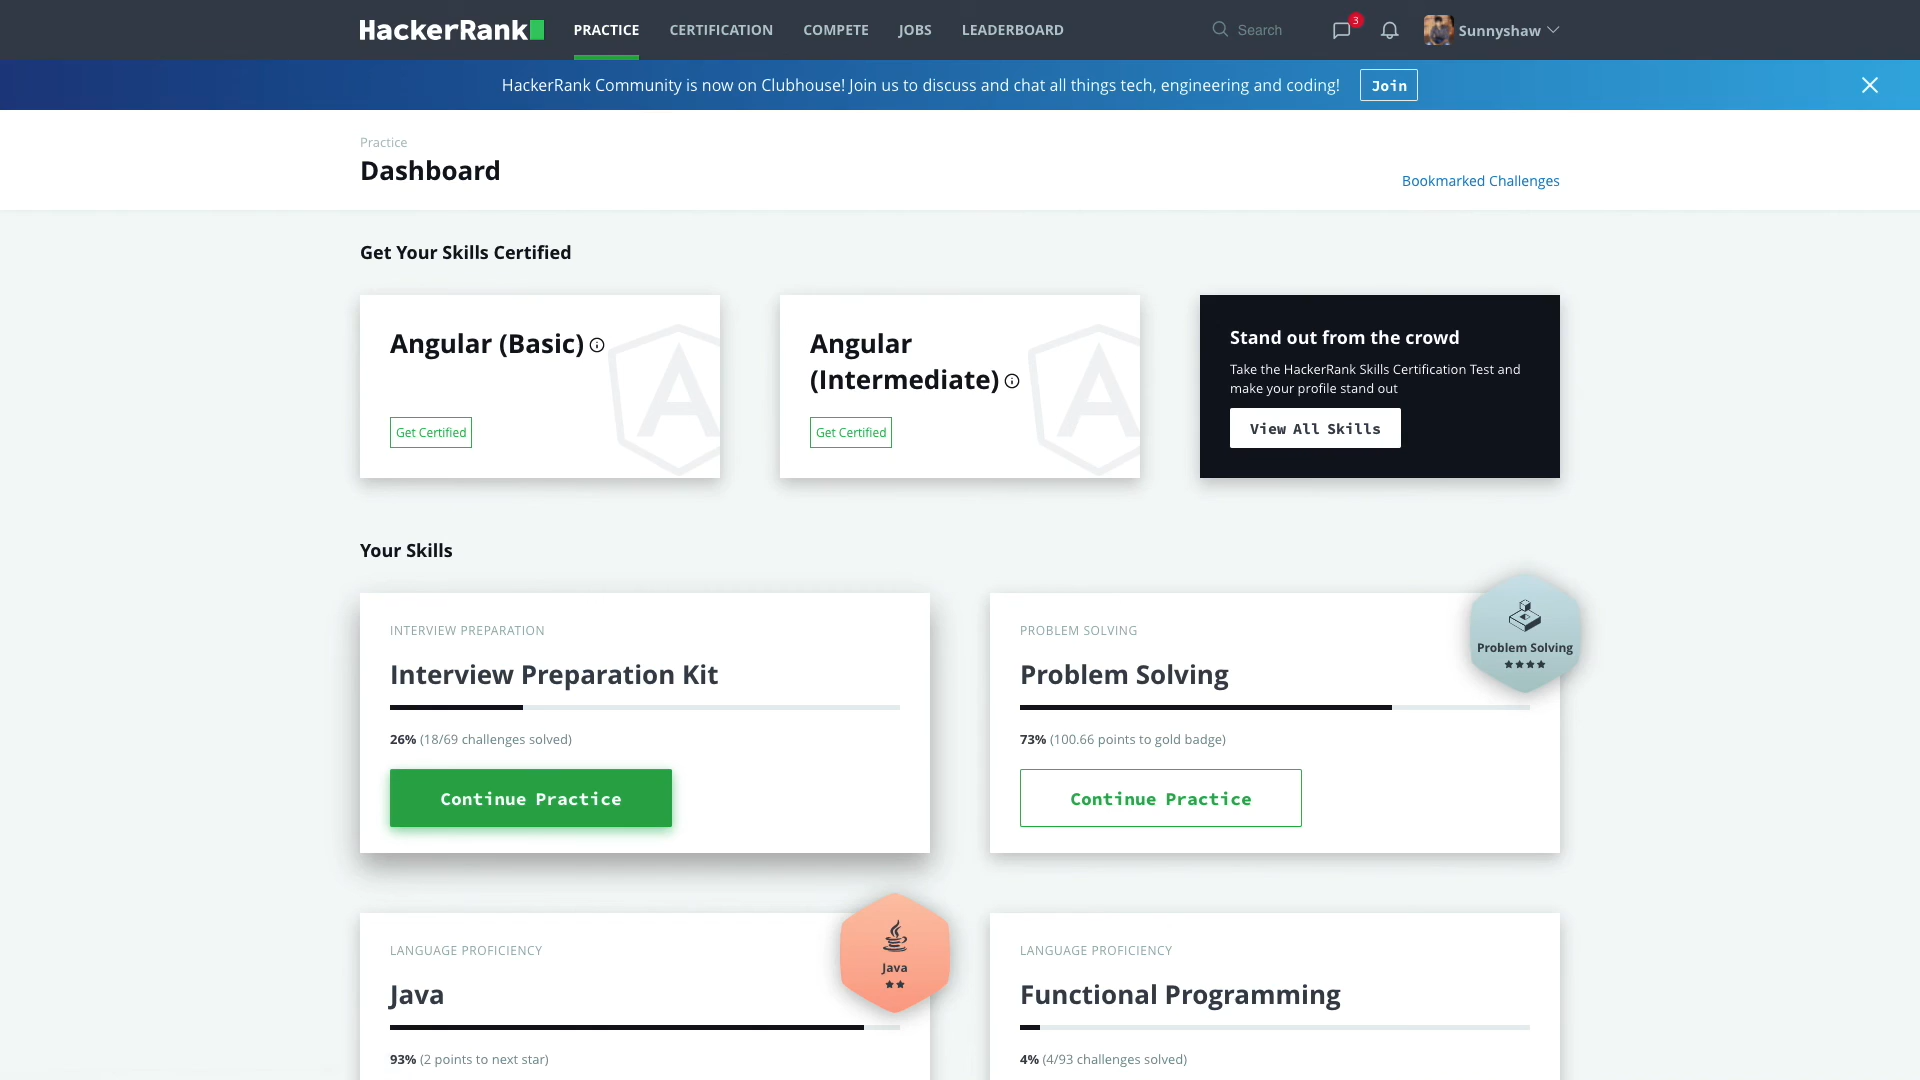 HackerRank
PRACTICE
CERTIFICATION
COMPETE
JOBS
LEADERBOARD
Search
3
Sunnyshaw
HackerRank Community is now on Clubhouse! Join us to discuss and chat all things tech, engineering and coding!
Join
Practice
Dashboard
Bookmarked Challenges
Get Your Skills Certified
Angular (Basic)
Get Certified
Angular
(Intermediate)
Get Certified
Stand out from the crowd
Take the HackerRank Skills Certification Test and
make your profile stand out
View All Skills
Your Skills
INTERVIEW PREPARATION
Interview Preparation Kit
26% (18/69 challenges solved)
Continue Practice
PROBLEM SOLVING
Problem Solving
73% (100.66 points to gold badge)
Continue Practice
Problem Solving
LANGUAGE PROFICIENCY
Java
93% (2 points to next star)
Java
LANGUAGE PROFICIENCY
Functional Programming
4% (4/93 challenges solved)